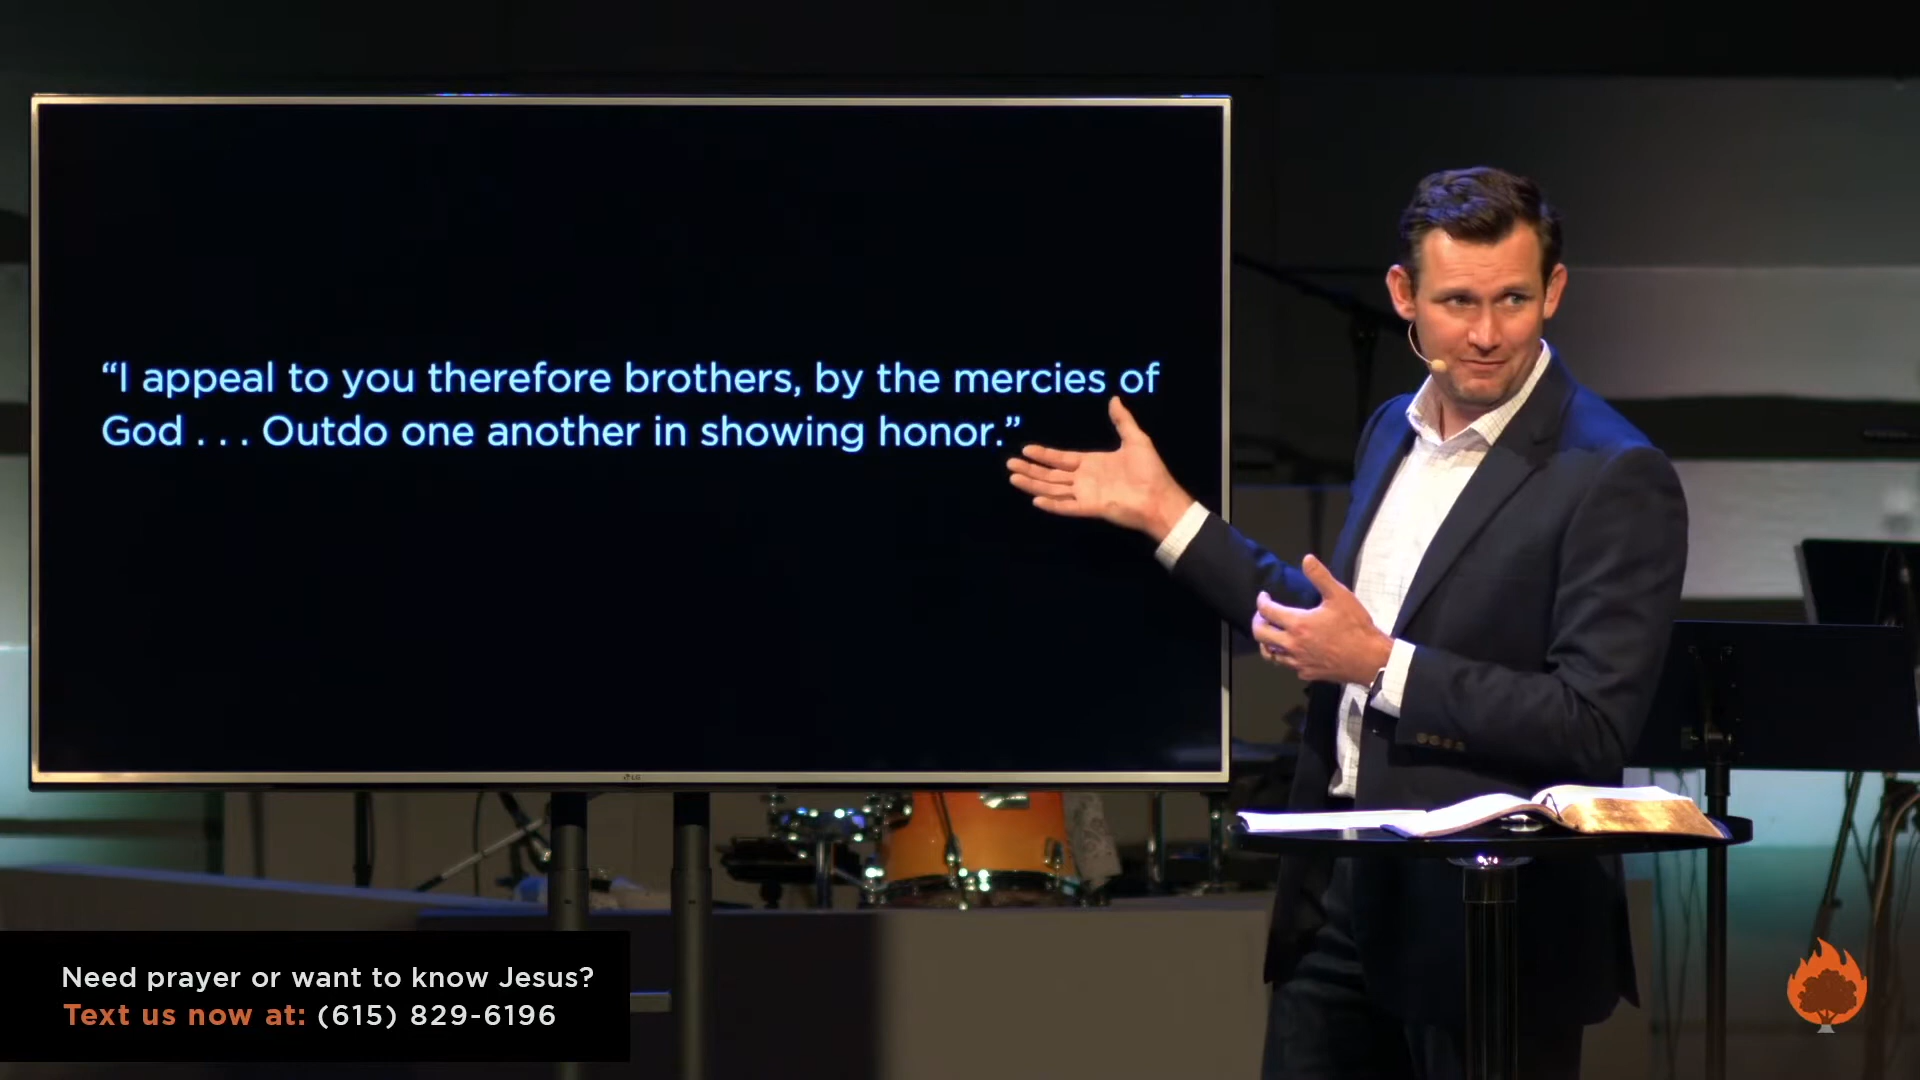 “I appeal to you therefore brothers, by the mercies of
God . . . Outdo one another in showing honor.”
LG
Need prayer or want to know Jesus?
Text us now at: (615) 829-6196